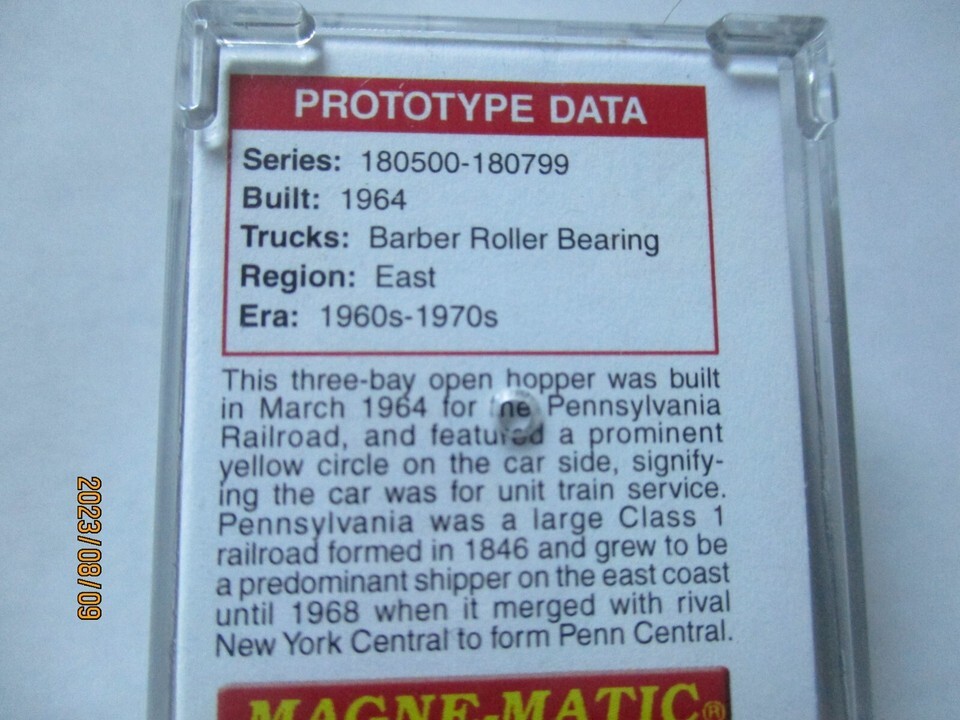 PROTOTYPE DATA
Series: 180500-180799
Built: 1964
Trucks: Barber Roller Bearing
Region: East
Era: 1960s-1970s
This three-bay open hopper was built
in March 1964 for the Pennsylvania
Railroad, and featured a prominent
yellow circle on the car side, signify-
ing the car was for unit train service.
Pennsylvania was a large Class 1
railroad formed in 1846 and grew to be
a predominant shipper on the east coast
until 1968 when it merged with rival
New York Central to form Penn Central.
MAGNE-MATIC®
2023/08/09